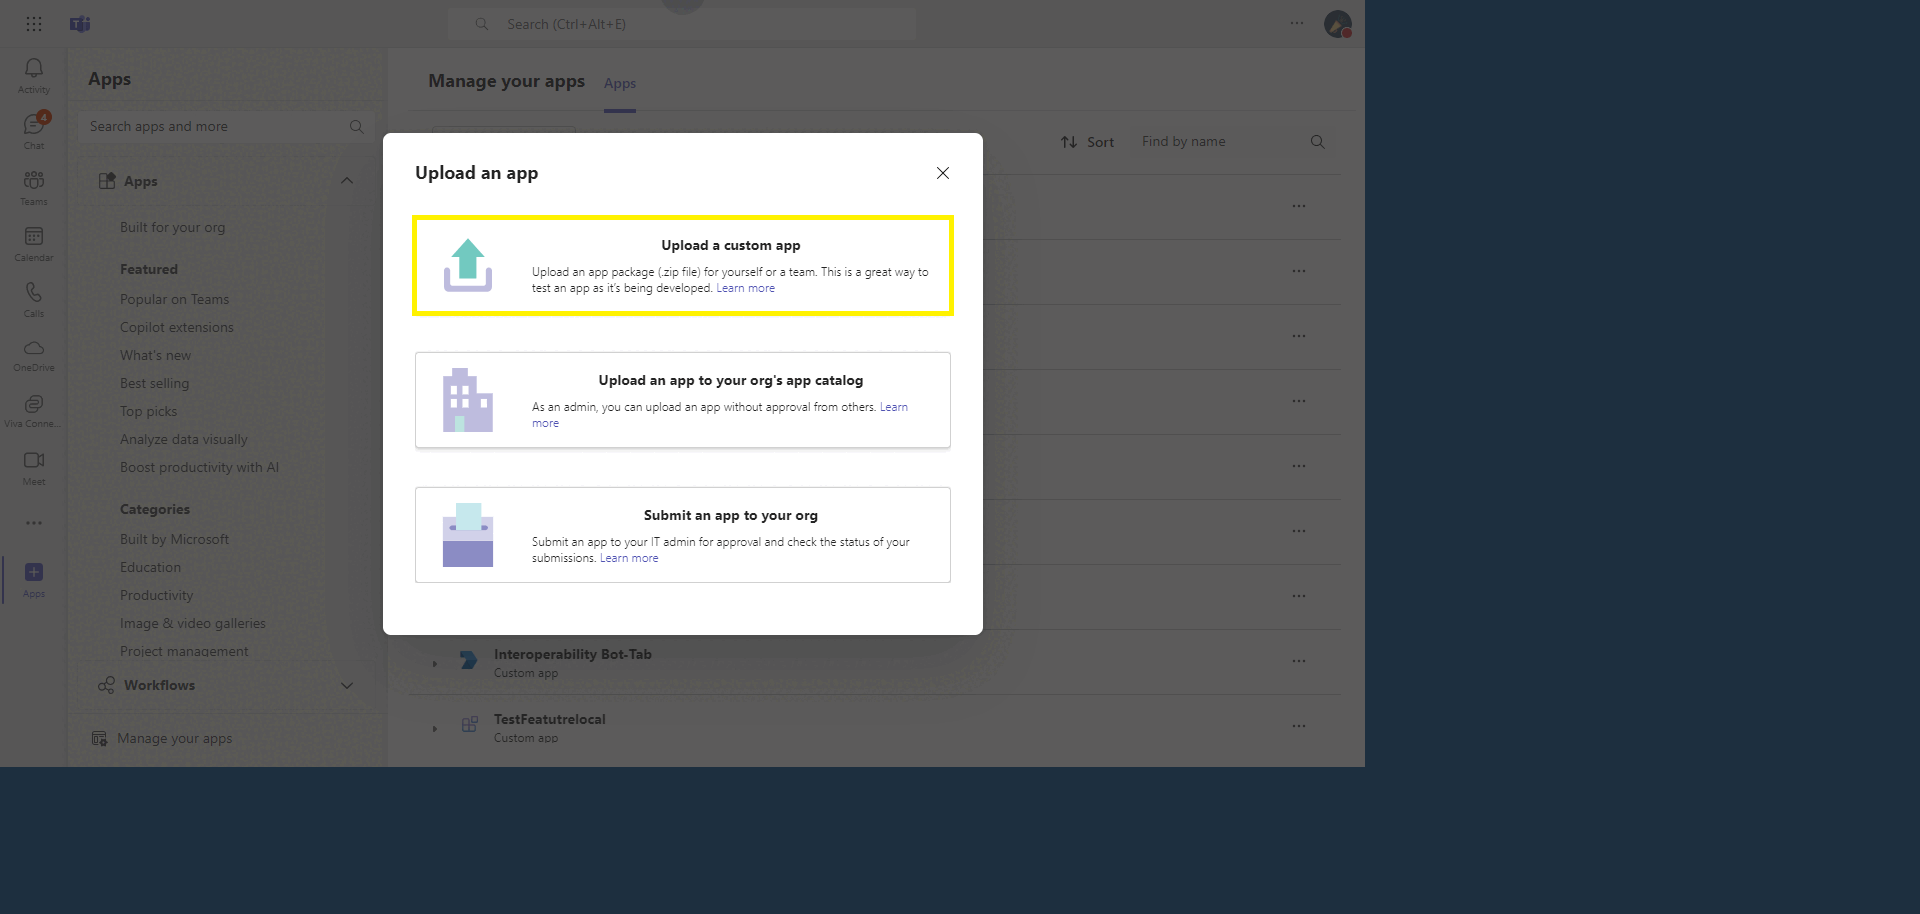 Search (Ctrl+Alt+E)
Activity
4
Chat
Teams
Calendar
Calls
OneDrive
Viva Conne...
Meet
Apps
Apps
Search apps and more
Apps
Built for your org
Featured
Popular on Teams
Copilot extensions
What's new
Best selling
Top picks
Analyze data visually
Boost productivity with AI
Categories
Built by Microsoft
Education
Productivity
Image & video galleries
Project management
Workflows
Manage your apps
Manage your apps
Apps
Sort
Find by name
Upload an app
Upload a custom app
Upload an app package (.zip file) for yourself or a team. This is a great way to
test an app as it's being developed. Learn more
Upload an app to your org's app catalog
As an admin, you can upload an app without approval from others. Learn
more
Submit an app to your org
Submit an app to your IT admin for approval and check the status of your
submissions. Learn more
Interoperability Bot-Tab
Custom app
TestFeatutrelocal
Custom app